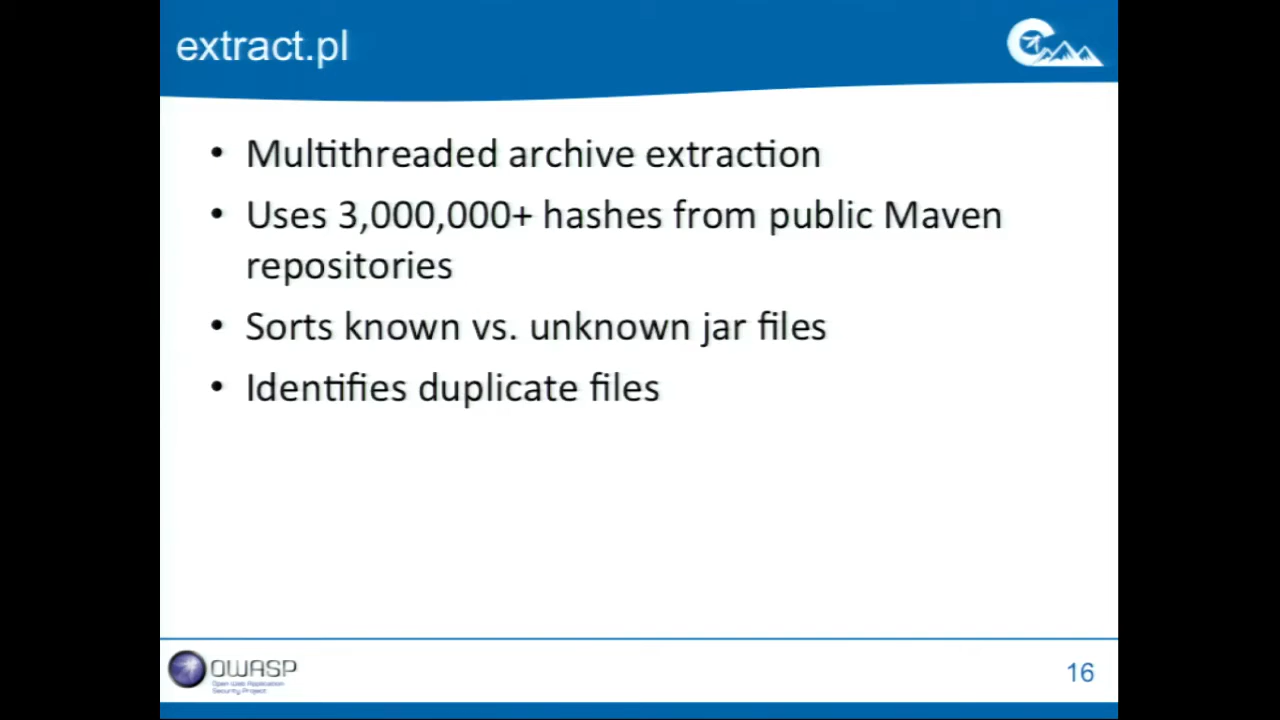 extract.pl
• Multithreaded archive extraction
• Uses 3,000,000+ hashes from public Maven
repositories
• Sorts known vs. unknown jar files
• Identifies duplicate files
OWASP
Open Web Application
Security Project
16